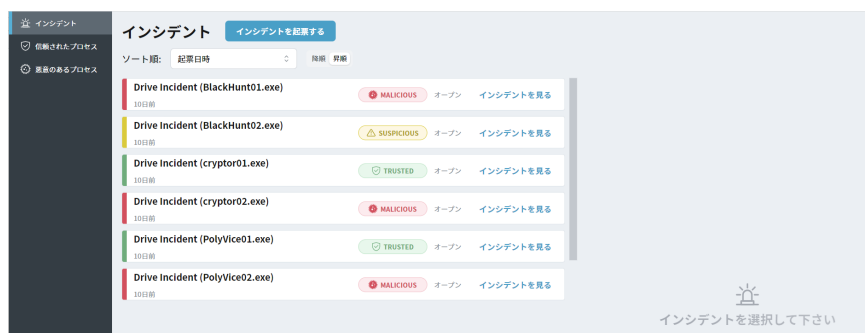 インシデント
信頼されたプロセス
悪意のあるプロセス
インシデント インシデントを起票する
ソート順: 起票日時 降順 昇順
Drive Incident (BlackHunt01.exe)
10日前
MALICIOUS オープン インシデントを見る
Drive Incident (BlackHunt02.exe)
10日前
SUSPICIOUS オープン インシデントを見る
Drive Incident (cryptor01.exe)
10日前
TRUSTED オープン インシデントを見る
Drive Incident (cryptor02.exe)
10日前
MALICIOUS オープン インシデントを見る
Drive Incident (PolyVice01.exe)
10日前
TRUSTED オープン インシデントを見る
Drive Incident (PolyVice02.exe)
10日前
MALICIOUS オープン インシデントを見る
インシデントを選択して下さい